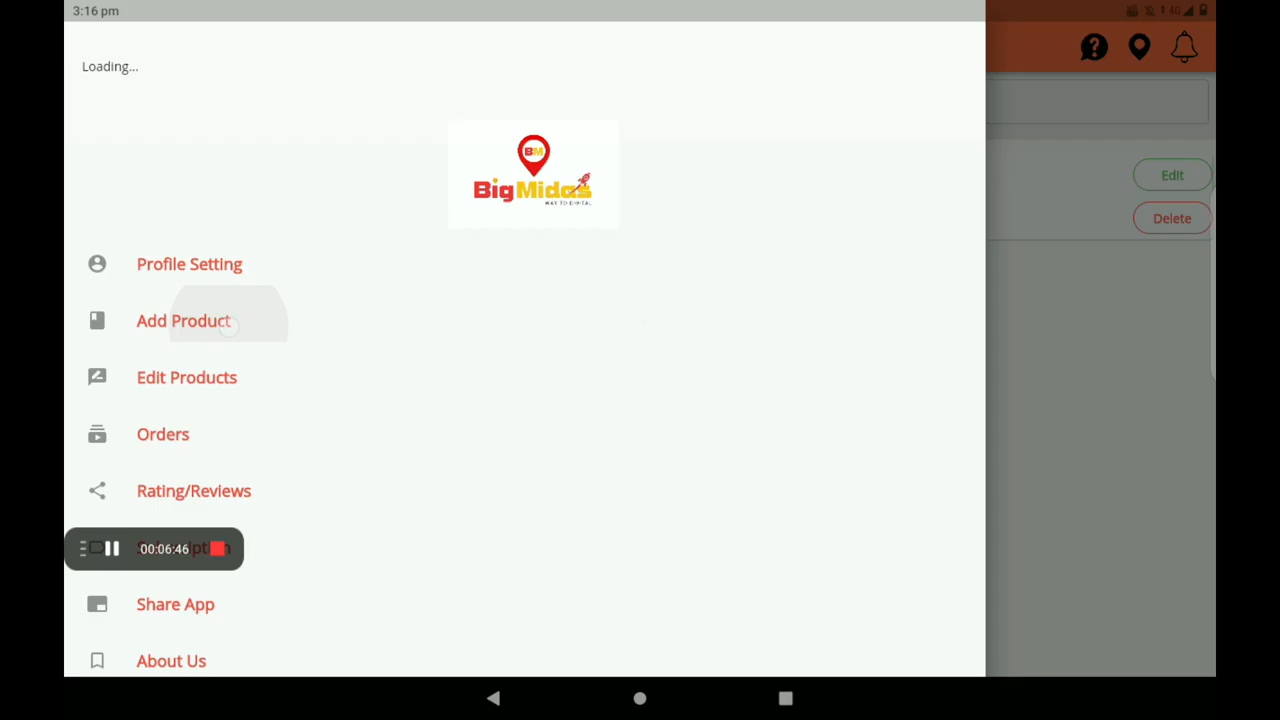 3:16 pm
4G
Loading...
BM
BigMidas
WAY TO DIGITAL
Edit
Delete
Profile Setting
Add Product
Edit Products
Orders
Rating/Reviews
00:06:46
Share App
About Us